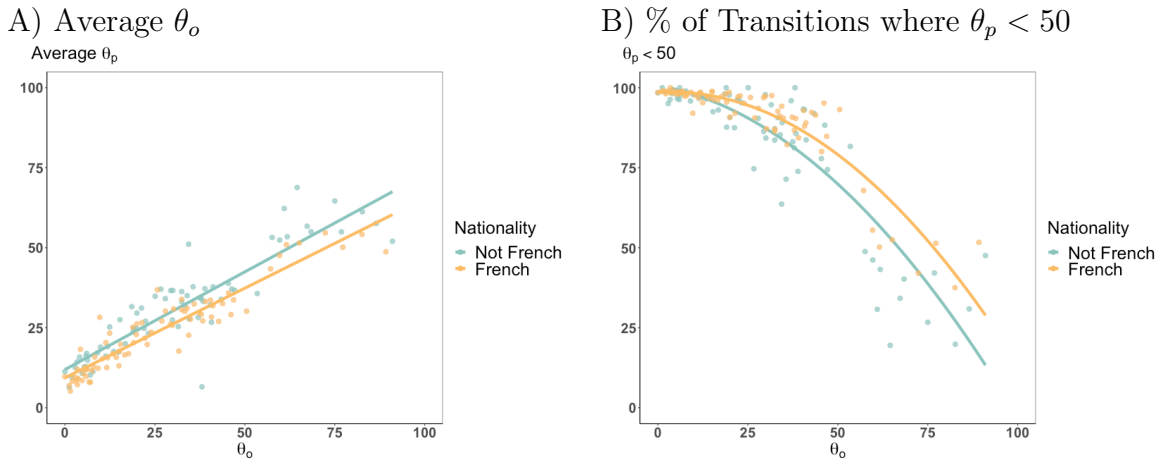 A) Average θₒ
Average θₚ
100
75
50
25
0
0 25 50 75 100
θₒ
Nationality
Not French
French
B) % of Transitions where θₚ < 50
θₚ < 50
100
75
50
25
0
0 25 50 75 100
θₒ
Nationality
Not French
French